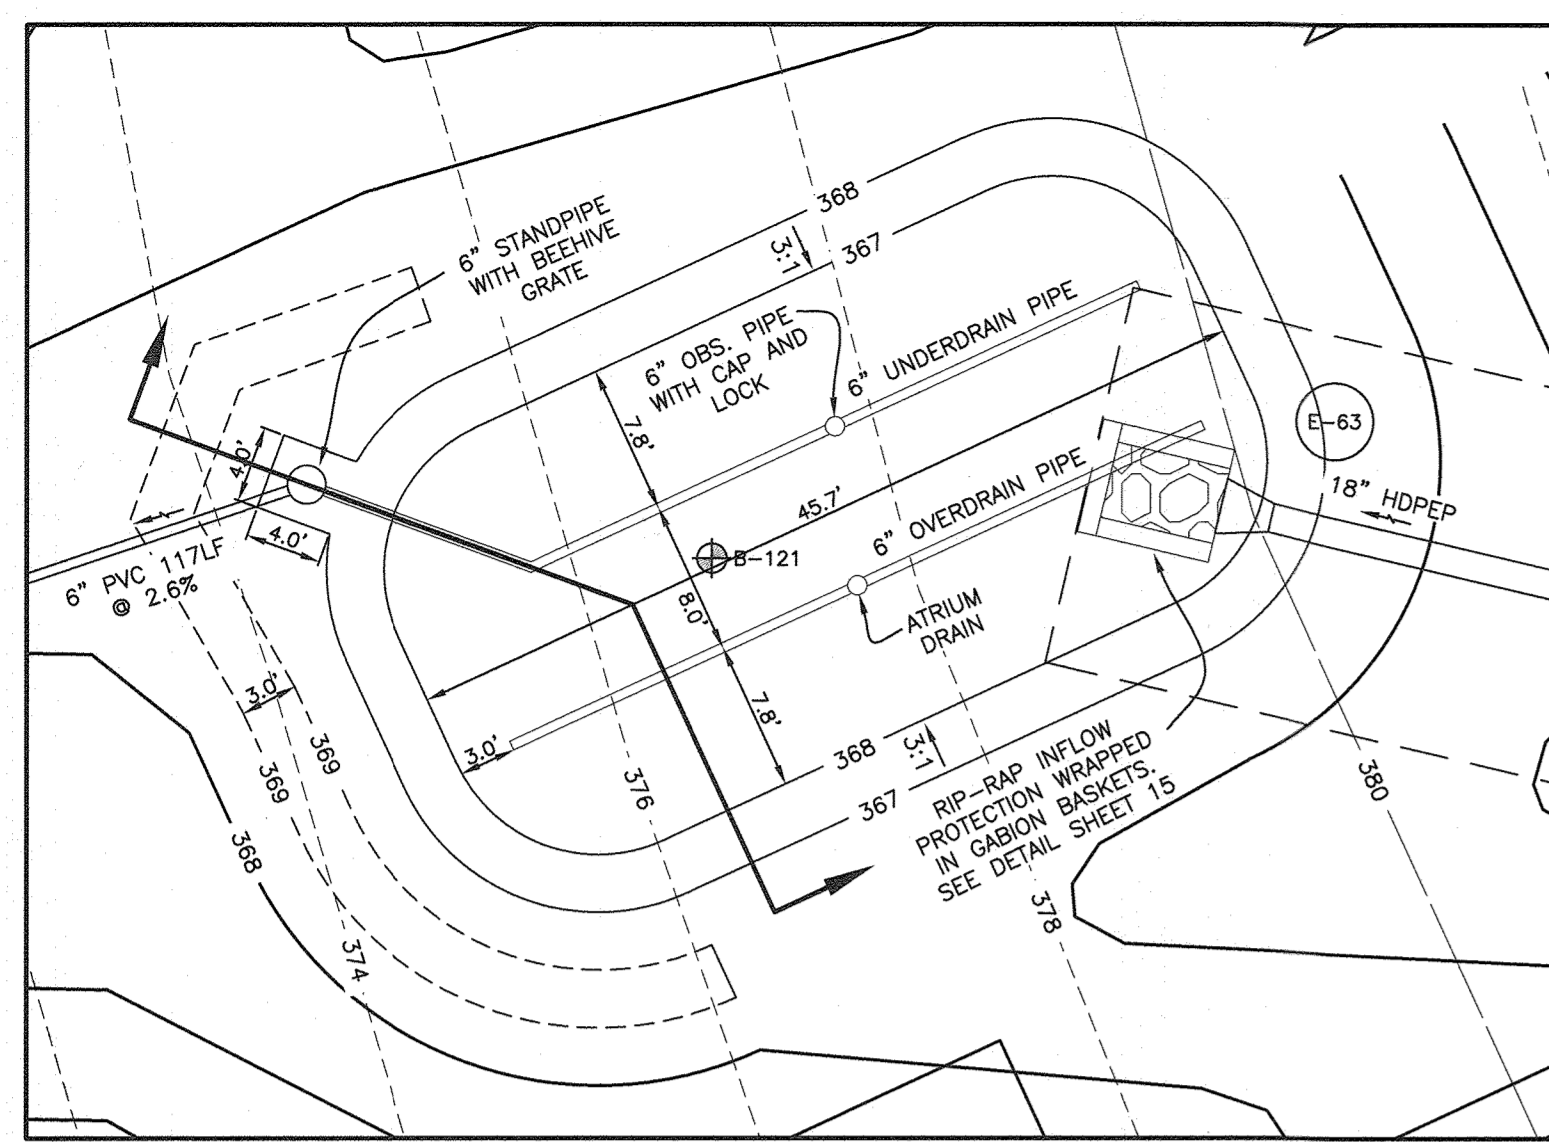 6" STANDPIPE
WITH BEEHIVE
GRATE
368
3:1
367
6" OBS. PIPE
WITH CAP AND
LOCK
6" UNDERDRAIN PIPE
7.8'
4.0'
E-63
18" HDPEP
45.7'
6" OVERDRAIN PIPE
4.0'
6" PVC 117LF
@ 2.6%
B-121
8.0'
ATRIUM
DRAIN
3.0'
7.8'
3.0'
369
369
376
368
3:1
367
RIP-RAP INFLOW
PROTECTION WRAPPED
IN GABION BASKETS.
SEE DETAIL SHEET 15
380
368
378
374